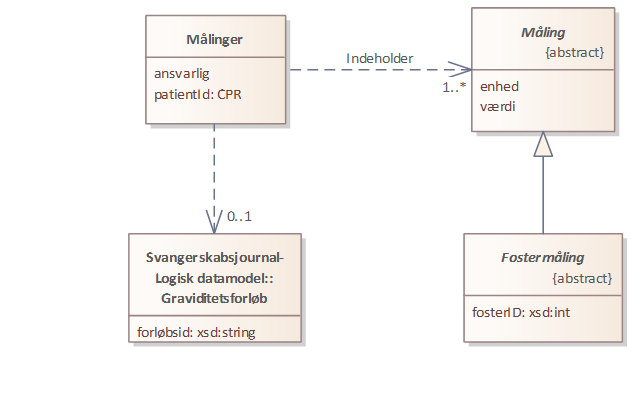 Målinger
ansvarlig
patientId: CPR
Indeholder
1..*
Måling
{abstract}
enhed
værdi
0..1
Svangerskabsjournal-
Logisk datamodel::
Graviditetsforløb
forløbsid: xsd:string
Fostermåling
{abstract}
fosterID: xsd:int